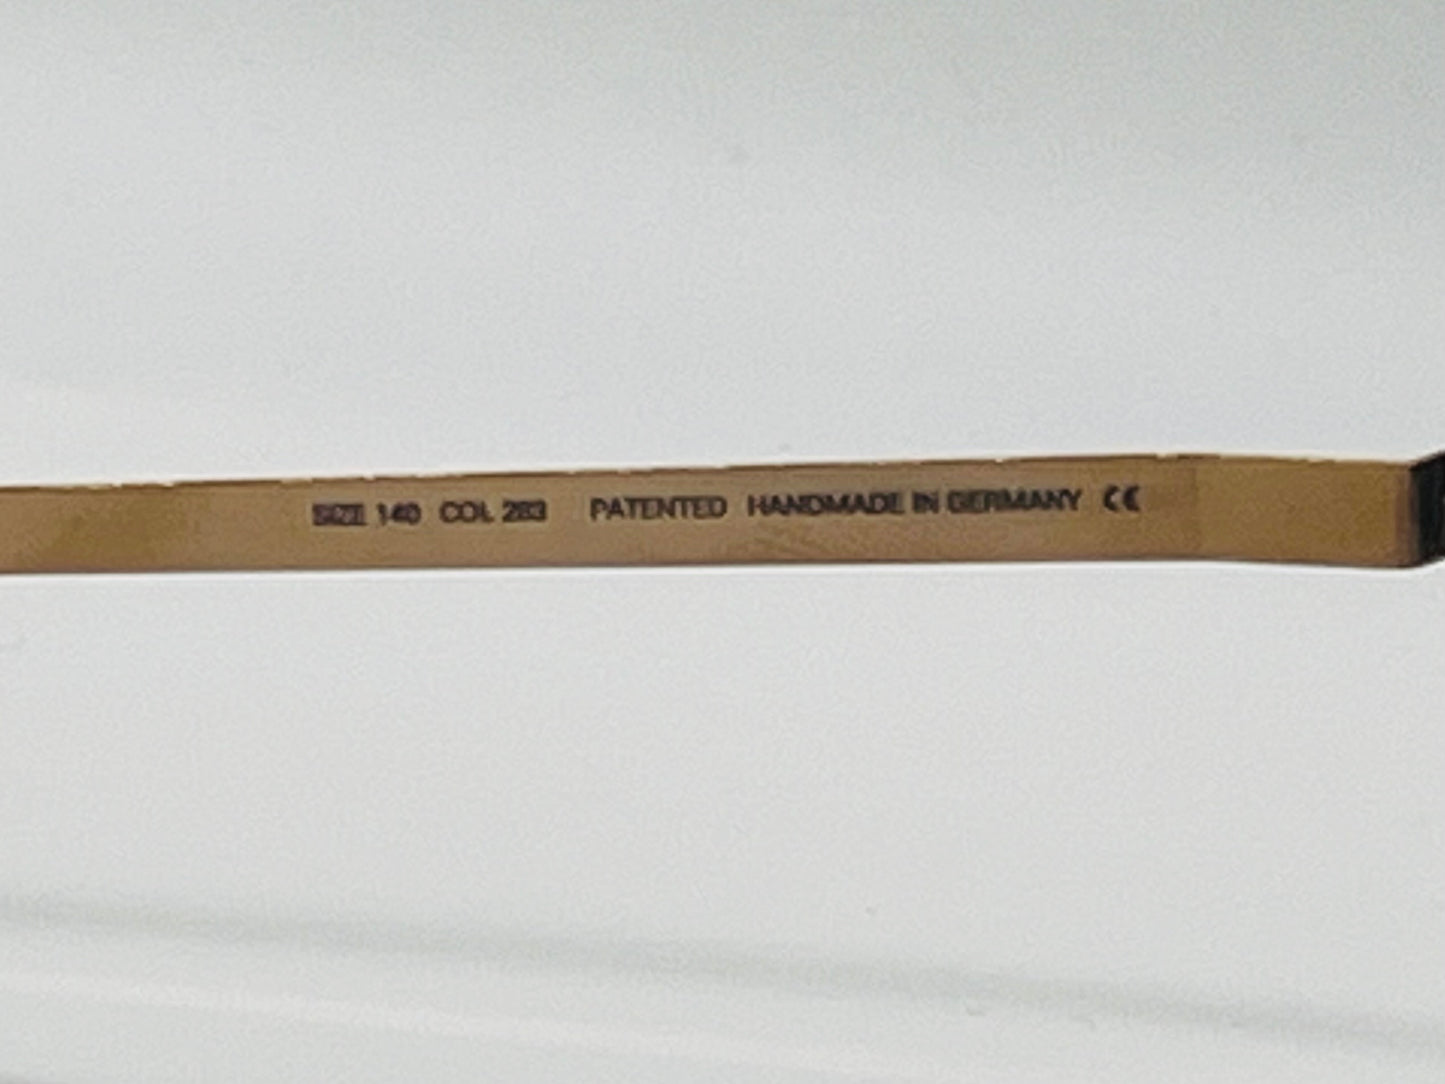 SIZE 140 COL 283 PATENTED HANDMADE IN GERMANY CE